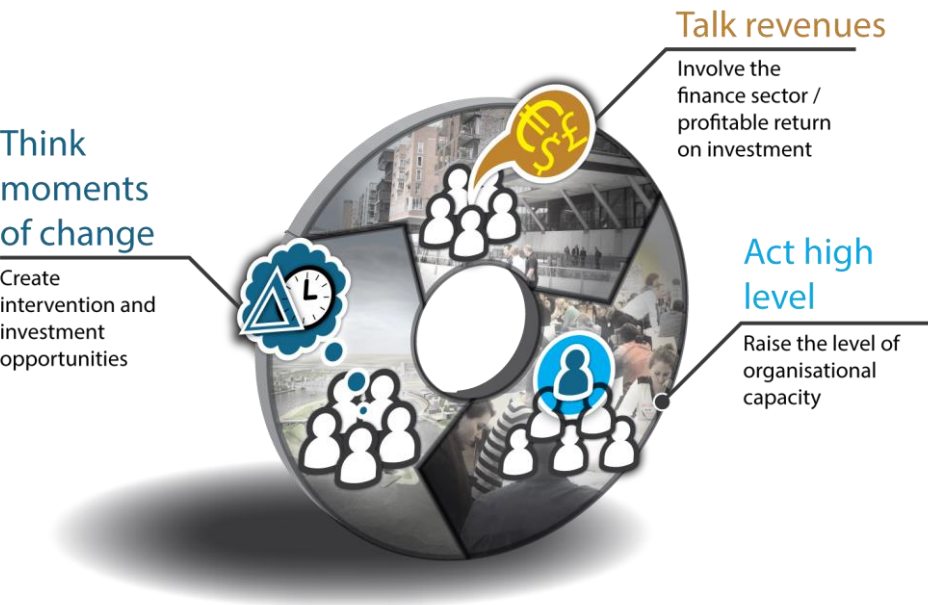 Talk revenues
Involve the
finance sector /
profitable return
on investment
Think
moments
of change
Create
intervention and
investment
opportunities
Act high
level
Raise the level of
organisational
capacity
€
$
£